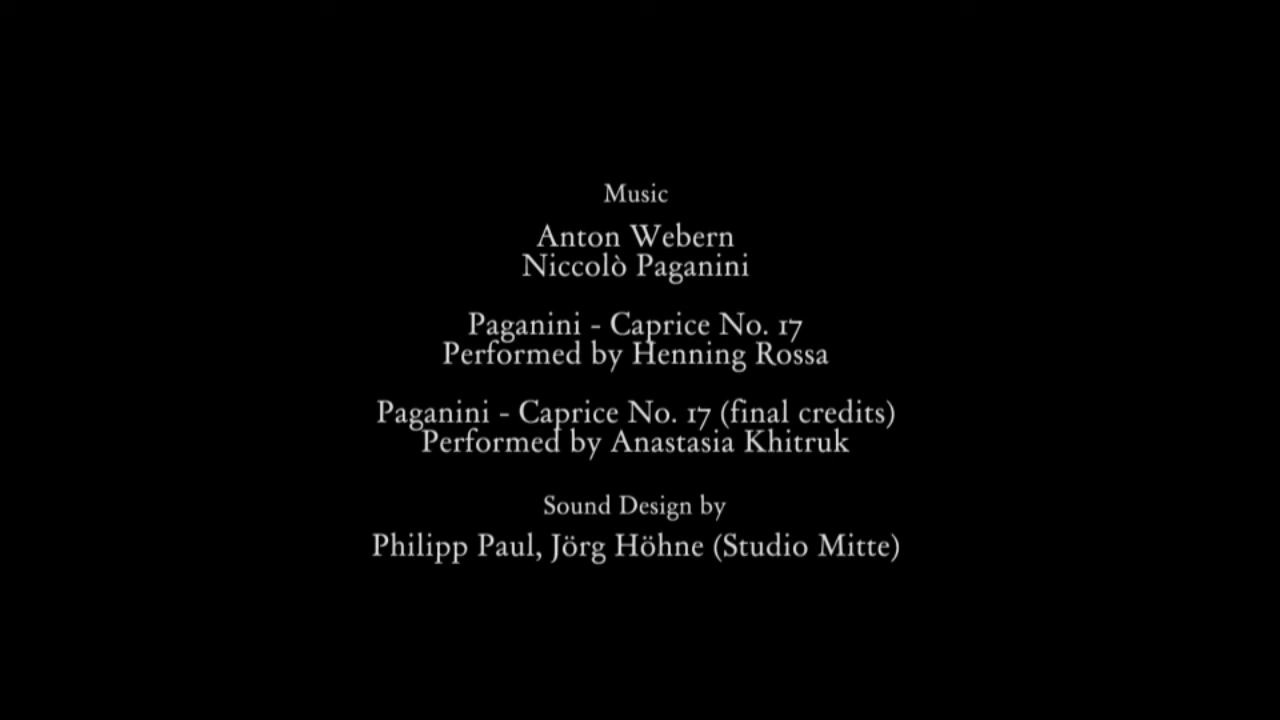 Music
Anton Webern
Niccolò Paganini
Paganini - Caprice No. 17
Performed by Henning Rossa
Paganini - Caprice No. 17 (final credits)
Performed by Anastasia Khitruk
Sound Design by
Philipp Paul, Jörg Höhne (Studio Mitte)